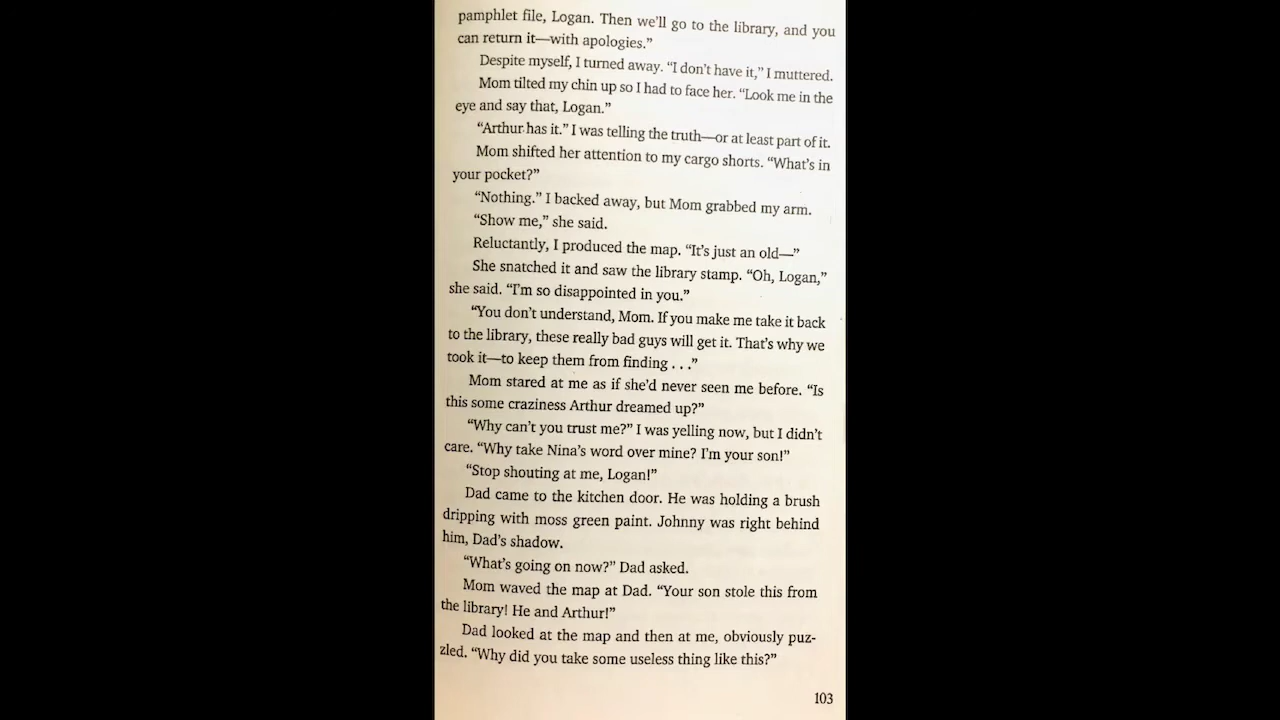 pamphlet file, Logan. Then we'll go to the library, and you
can return it—with apologies.”
Despite myself, I turned away. “I don't have it,” I muttered.
Mom tilted my chin up so I had to face her. “Look me in the
eye and say that, Logan.”
“Arthur has it.” I was telling the truth—or at least part of it.
Mom shifted her attention to my cargo shorts. “What's in
your pocket?”
“Nothing.” I backed away, but Mom grabbed my arm.
“Show me,” she said.
Reluctantly, I produced the map. “It's just an old—”
She snatched it and saw the library stamp. “Oh, Logan,”
she said. “I'm so disappointed in you.”
“You don't understand, Mom. If you make me take it back
to the library, these really bad guys will get it. That's why we
took it—to keep them from finding . . .”
Mom stared at me as if she'd never seen me before. “Is
this some craziness Arthur dreamed up?”
“Why can't you trust me?” I was yelling now, but I didn't
care. “Why take Nina's word over mine? I'm your son!”
“Stop shouting at me, Logan!”
Dad came to the kitchen door. He was holding a brush
dripping with moss green paint. Johnny was right behind
him, Dad's shadow.
“What's going on now?” Dad asked.
Mom waved the map at Dad. “Your son stole this from
the library! He and Arthur!”
Dad looked at the map and then at me, obviously puz-
zled. “Why did you take some useless thing like this?”
103